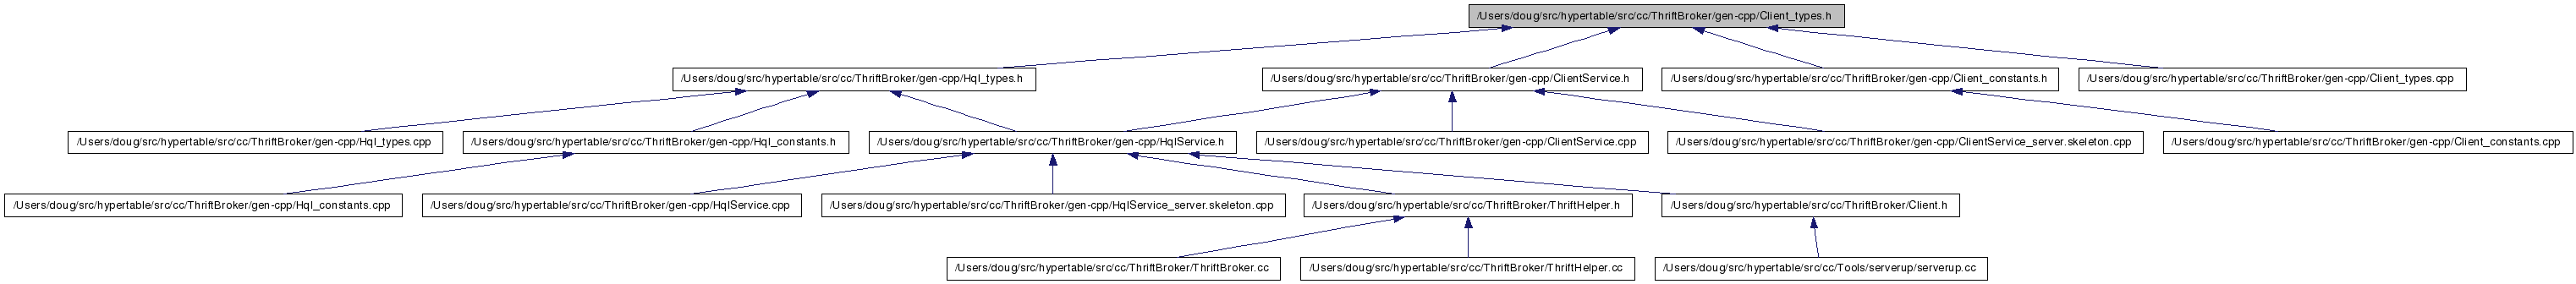 /Users/doug/src/hypertable/src/cc/ThriftBroker/gen-cpp/Client_types.h
/Users/doug/src/hypertable/src/cc/ThriftBroker/gen-cpp/Hql_types.h
/Users/doug/src/hypertable/src/cc/ThriftBroker/gen-cpp/ClientService.h
/Users/doug/src/hypertable/src/cc/ThriftBroker/gen-cpp/Client_constants.h
/Users/doug/src/hypertable/src/cc/ThriftBroker/gen-cpp/Client_types.cpp
/Users/doug/src/hypertable/src/cc/ThriftBroker/gen-cpp/Hql_types.cpp
/Users/doug/src/hypertable/src/cc/ThriftBroker/gen-cpp/Hql_constants.h
/Users/doug/src/hypertable/src/cc/ThriftBroker/gen-cpp/HqlService.h
/Users/doug/src/hypertable/src/cc/ThriftBroker/gen-cpp/ClientService.cpp
/Users/doug/src/hypertable/src/cc/ThriftBroker/gen-cpp/ClientService_server.skeleton.cpp
/Users/doug/src/hypertable/src/cc/ThriftBroker/gen-cpp/Client_constants.cpp
/Users/doug/src/hypertable/src/cc/ThriftBroker/gen-cpp/Hql_constants.cpp
/Users/doug/src/hypertable/src/cc/ThriftBroker/gen-cpp/HqlService.cpp
/Users/doug/src/hypertable/src/cc/ThriftBroker/gen-cpp/HqlService_server.skeleton.cpp
/Users/doug/src/hypertable/src/cc/ThriftBroker/ThriftHelper.h
/Users/doug/src/hypertable/src/cc/ThriftBroker/Client.h
/Users/doug/src/hypertable/src/cc/ThriftBroker/ThriftBroker.cc
/Users/doug/src/hypertable/src/cc/ThriftBroker/ThriftHelper.cc
/Users/doug/src/hypertable/src/cc/Tools/serverup/serverup.cc